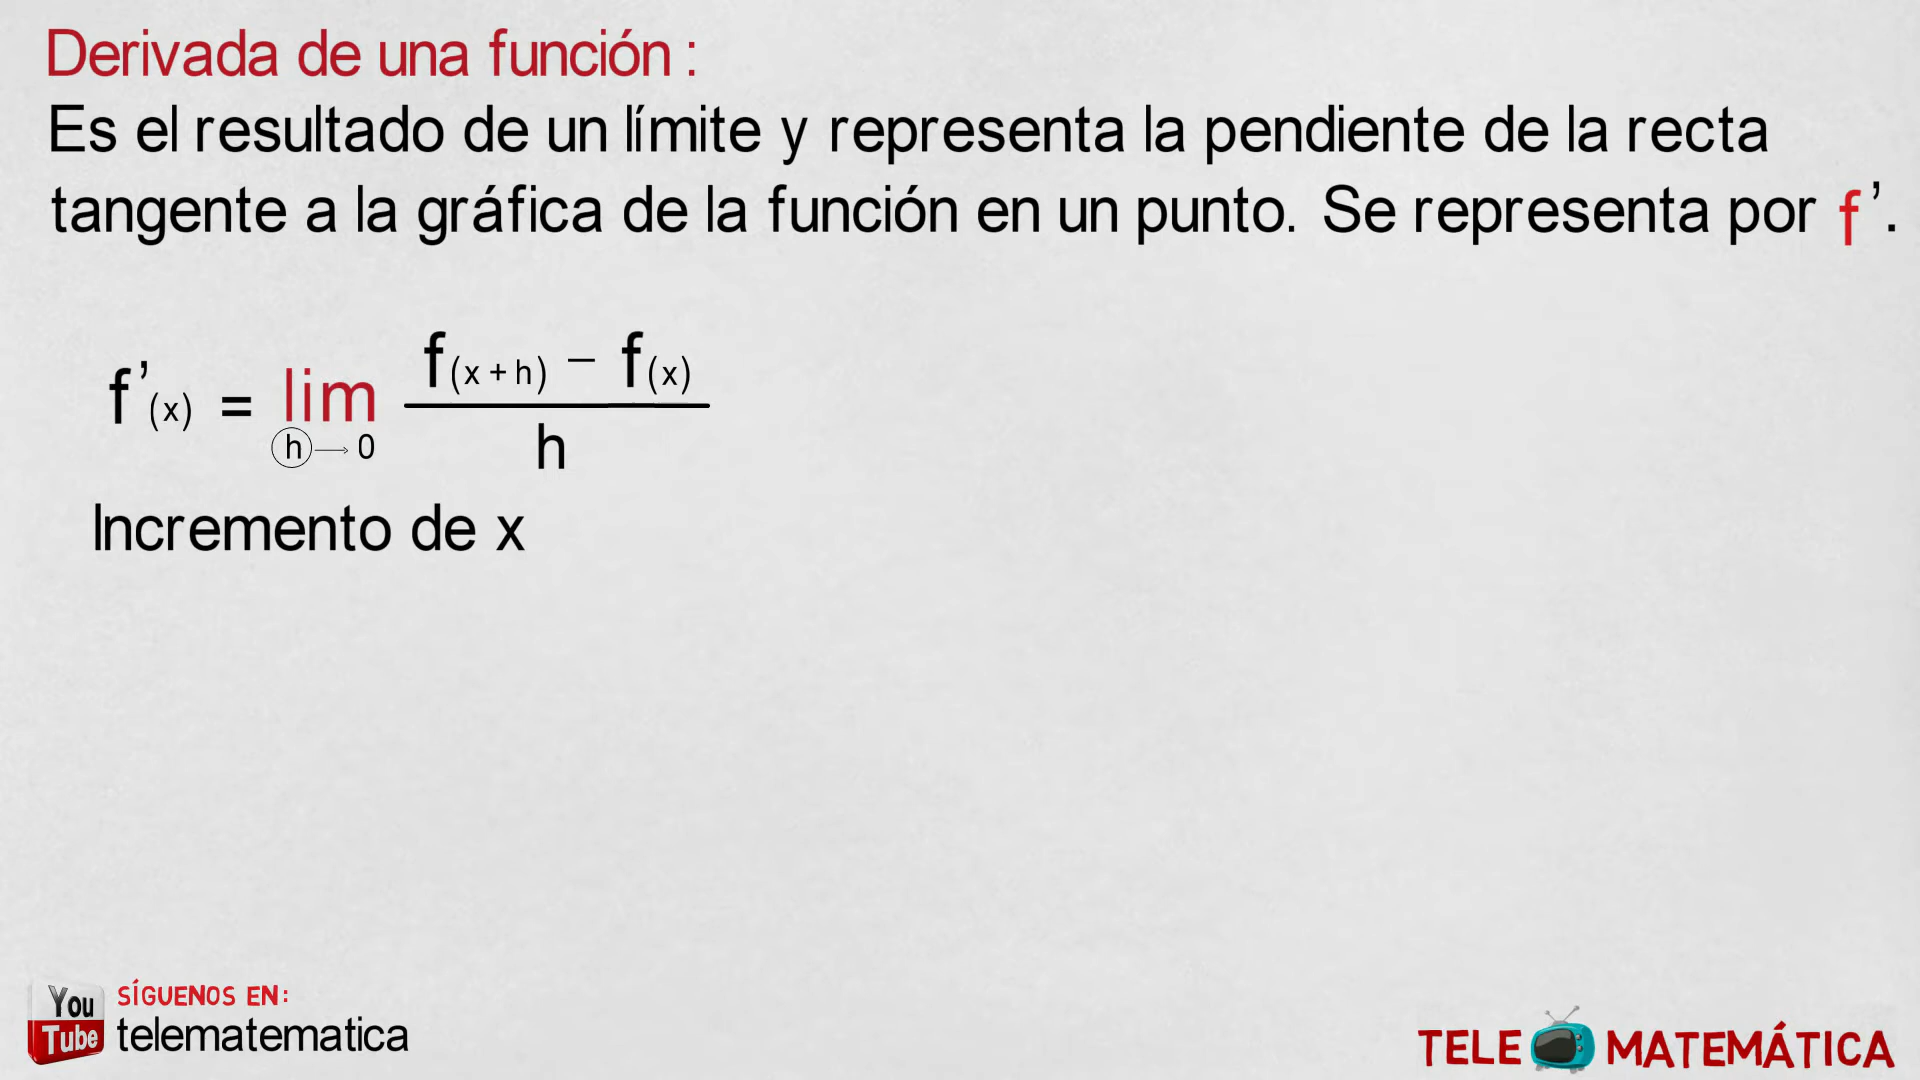 Derivada de una función :
Es el resultado de un límite y representa la pendiente de la recta
tangente a la gráfica de la función en un punto. Se representa por f ’.
f ’(x) = lim f(x + h) − f(x)
h → 0 h
Incremento de x
You Tube
SÍGUENOS EN:
telematematica
TELE MATEMÁTICA